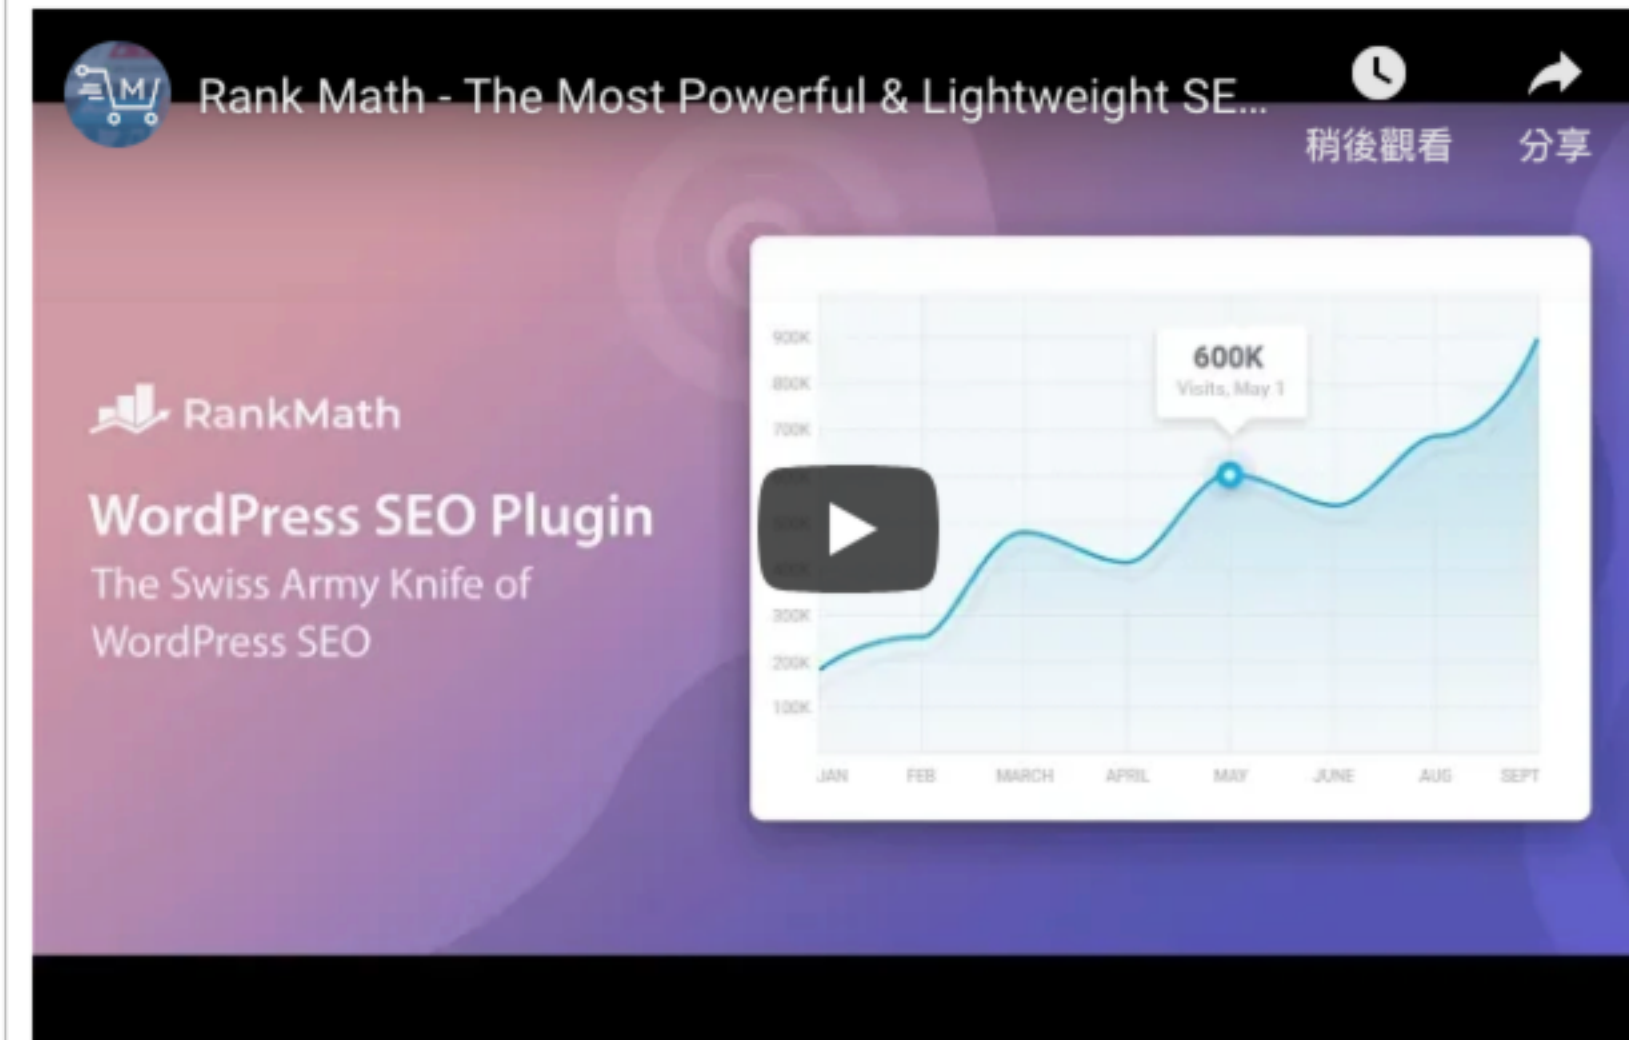 Rank Math - The Most Powerful & Lightweight SE...
稍後觀看
分享
M
RankMath
WordPress SEO Plugin
The Swiss Army Knife of
WordPress SEO
900K
800K
700K
300K
200K
100K
600K
Visits, May 1
JAN FEB MARCH APRIL MAY JUNE AUG SEPT